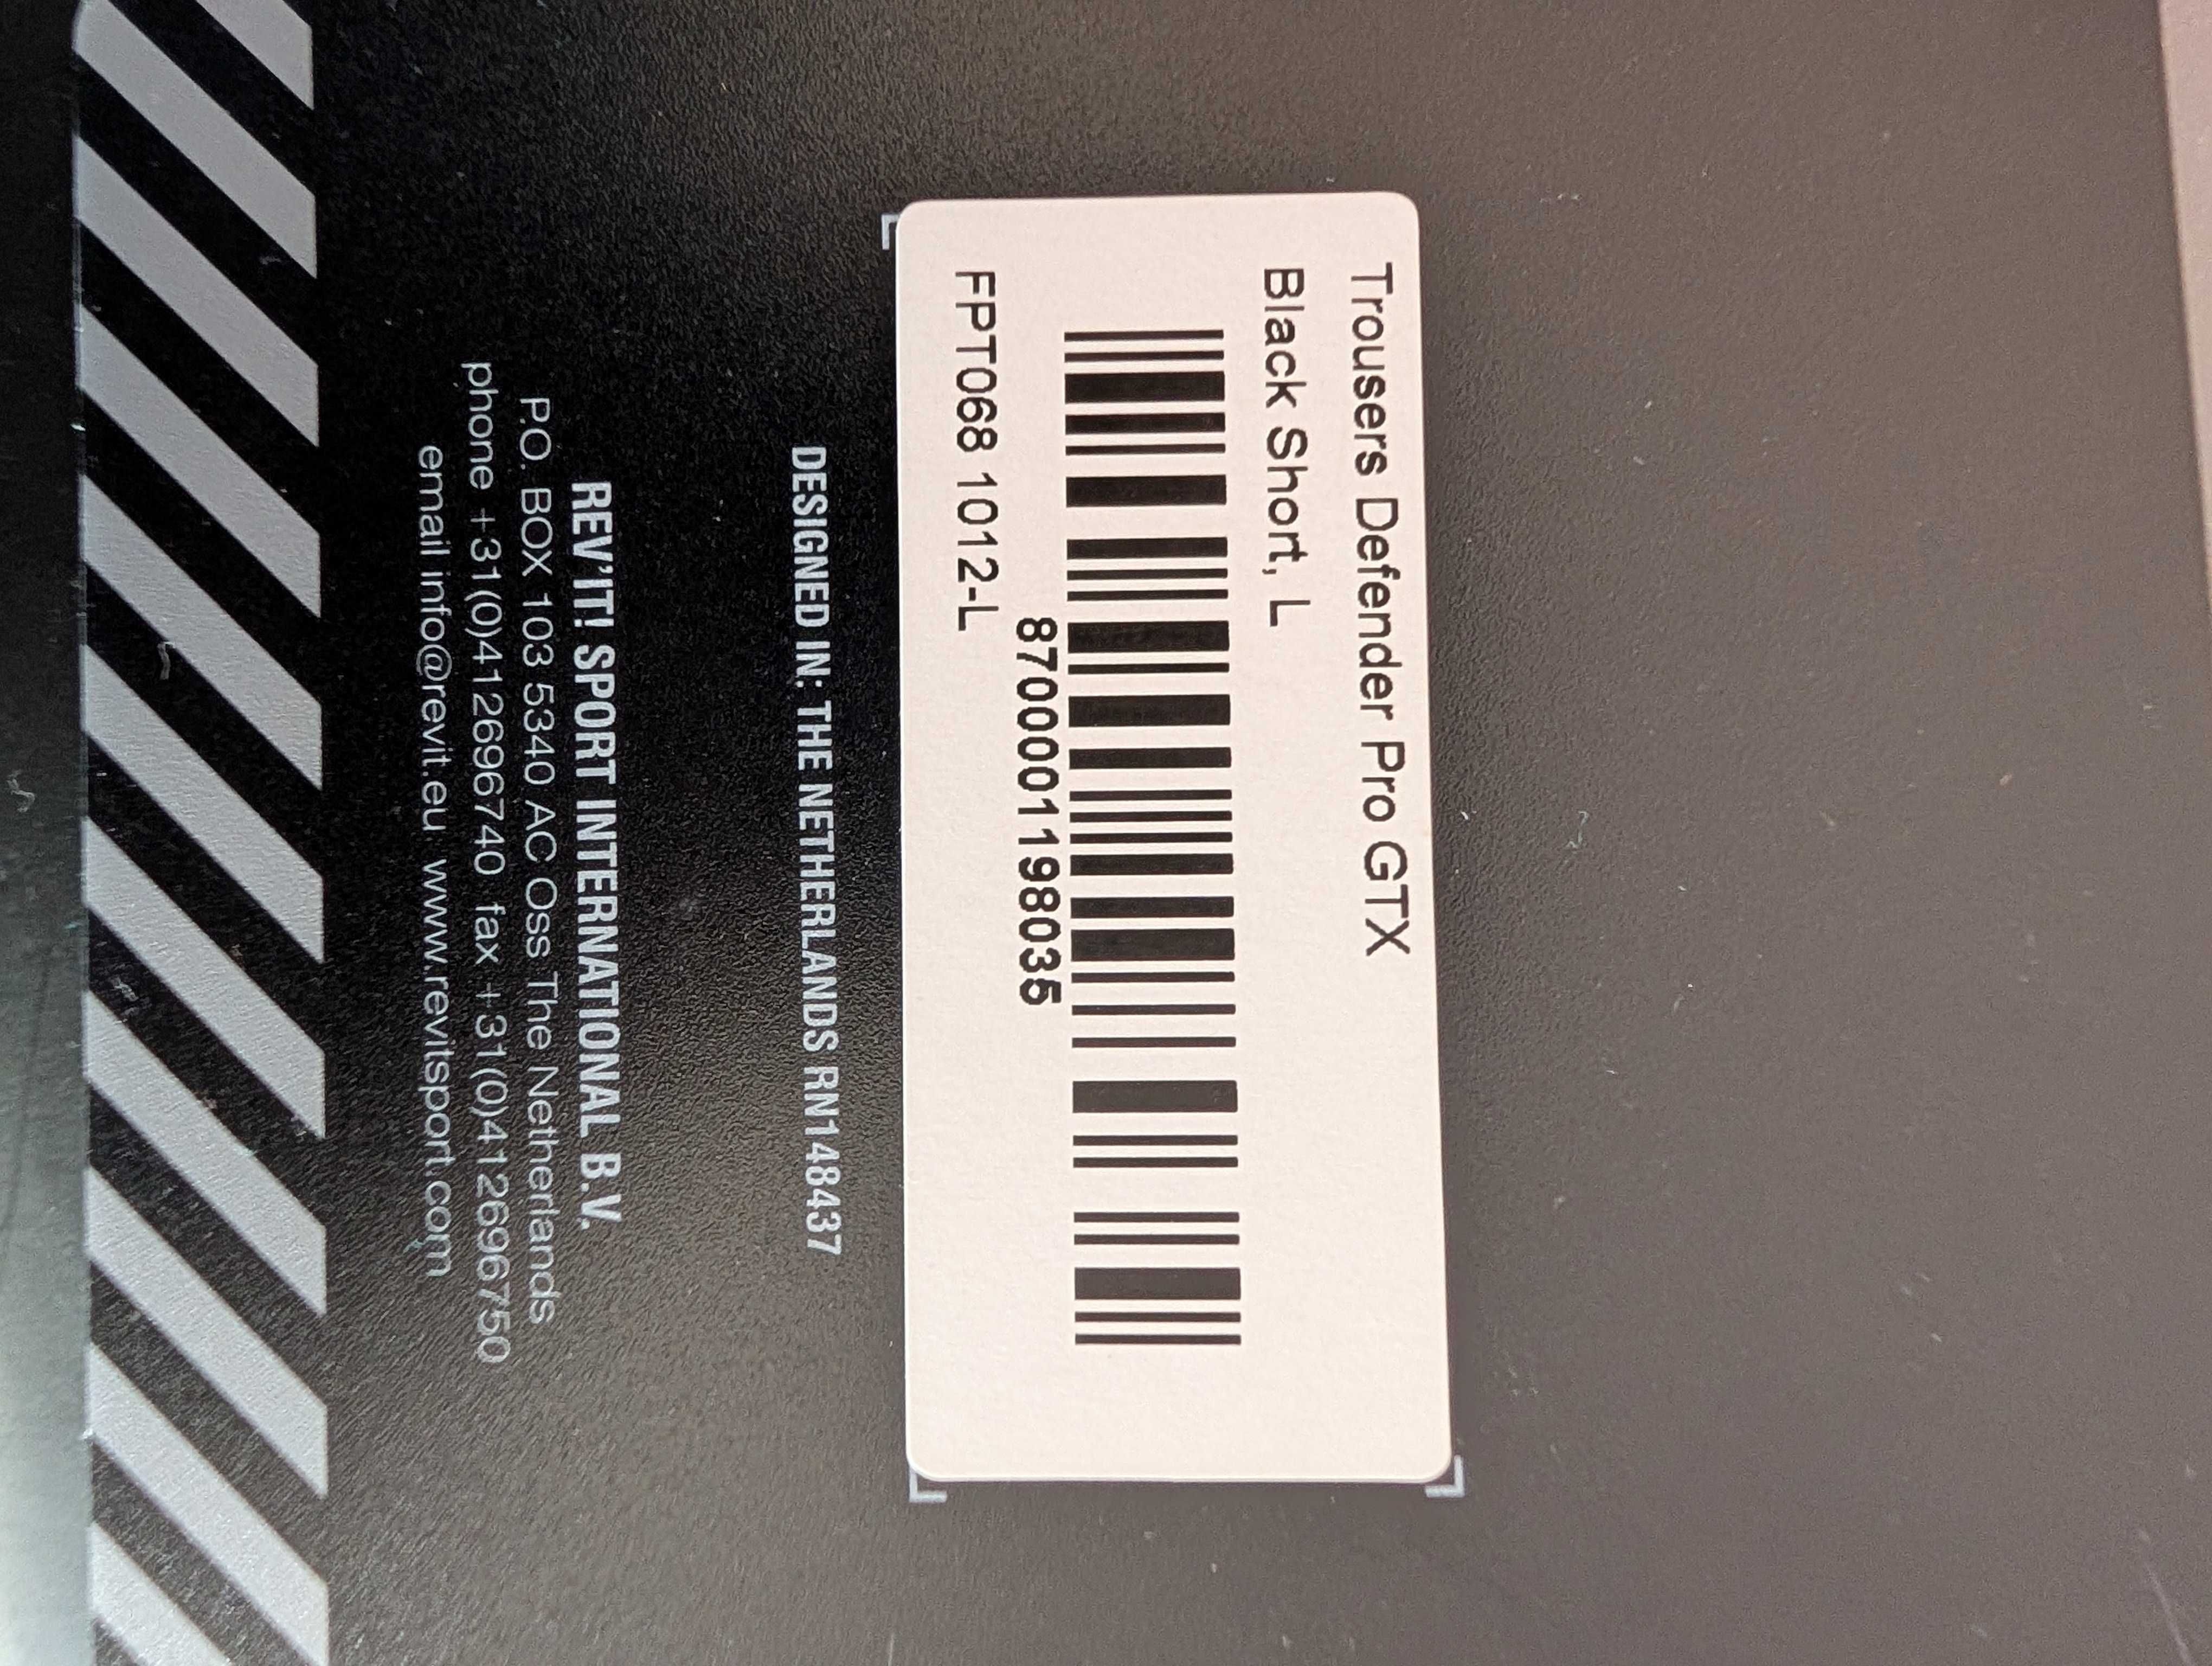 Trousers Defender Pro GTX
Black Short, L
8700001198035
FPT068 1012-L
DESIGNED IN: THE NETHERLANDS RN148437
REV'IT! SPORT INTERNATIONAL B.V.
P.O. BOX 103 5340 AC Oss The Netherlands
phone +31(0)412696740 fax +31(0)412696750
email info@revit.eu www.revitsport.com